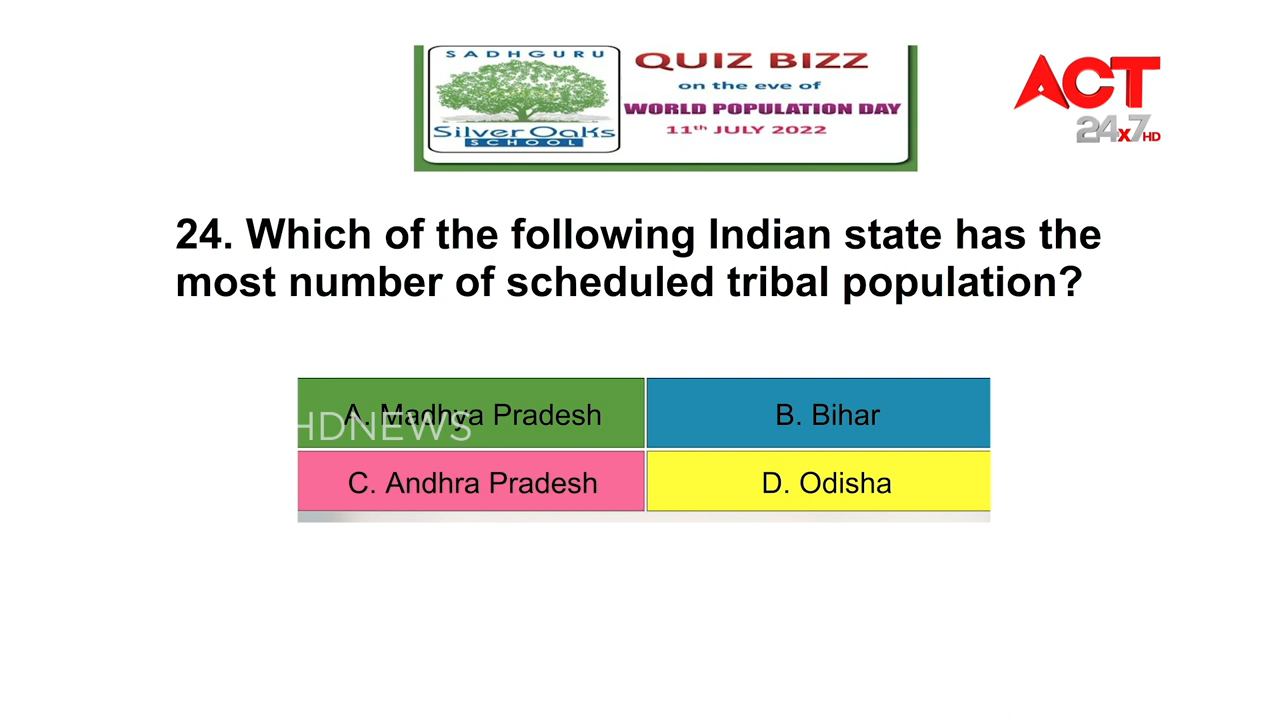 SADHGURU
Silver Oaks
SCHOOL
QUIZ BIZZ
on the eve of
WORLD POPULATION DAY
11th JULY 2022
ACT
24x7HD
24. Which of the following Indian state has the
most number of scheduled tribal population?
A. Madhya Pradesh
B. Bihar
HDNEWS
C. Andhra Pradesh
D. Odisha